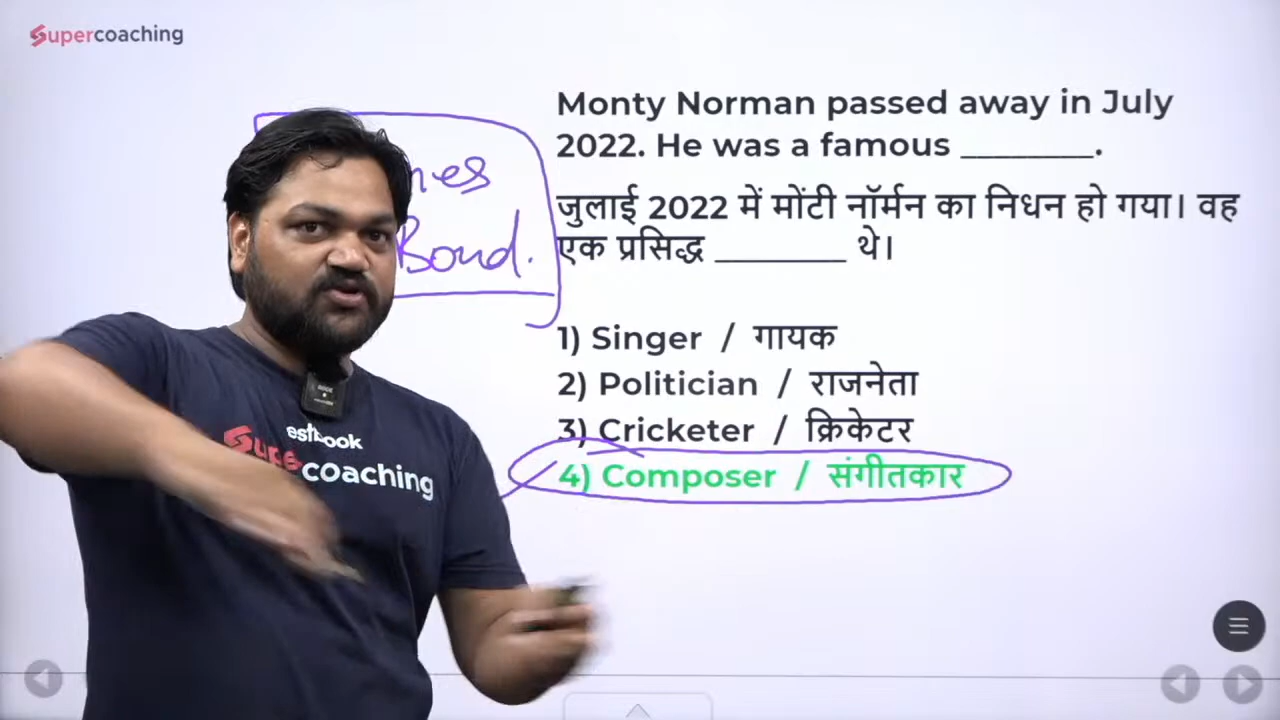 Supercoaching
Monty Norman passed away in July
2022. He was a famous ________.
जुलाई 2022 में मोंटी नॉर्मन का निधन हो गया। वह
एक प्रसिद्ध ________ थे।
Bond.
1) Singer / गायक
2) Politician / राजनेता
3) Cricketer / क्रिकेटर
4) Composer / संगीतकार
coaching